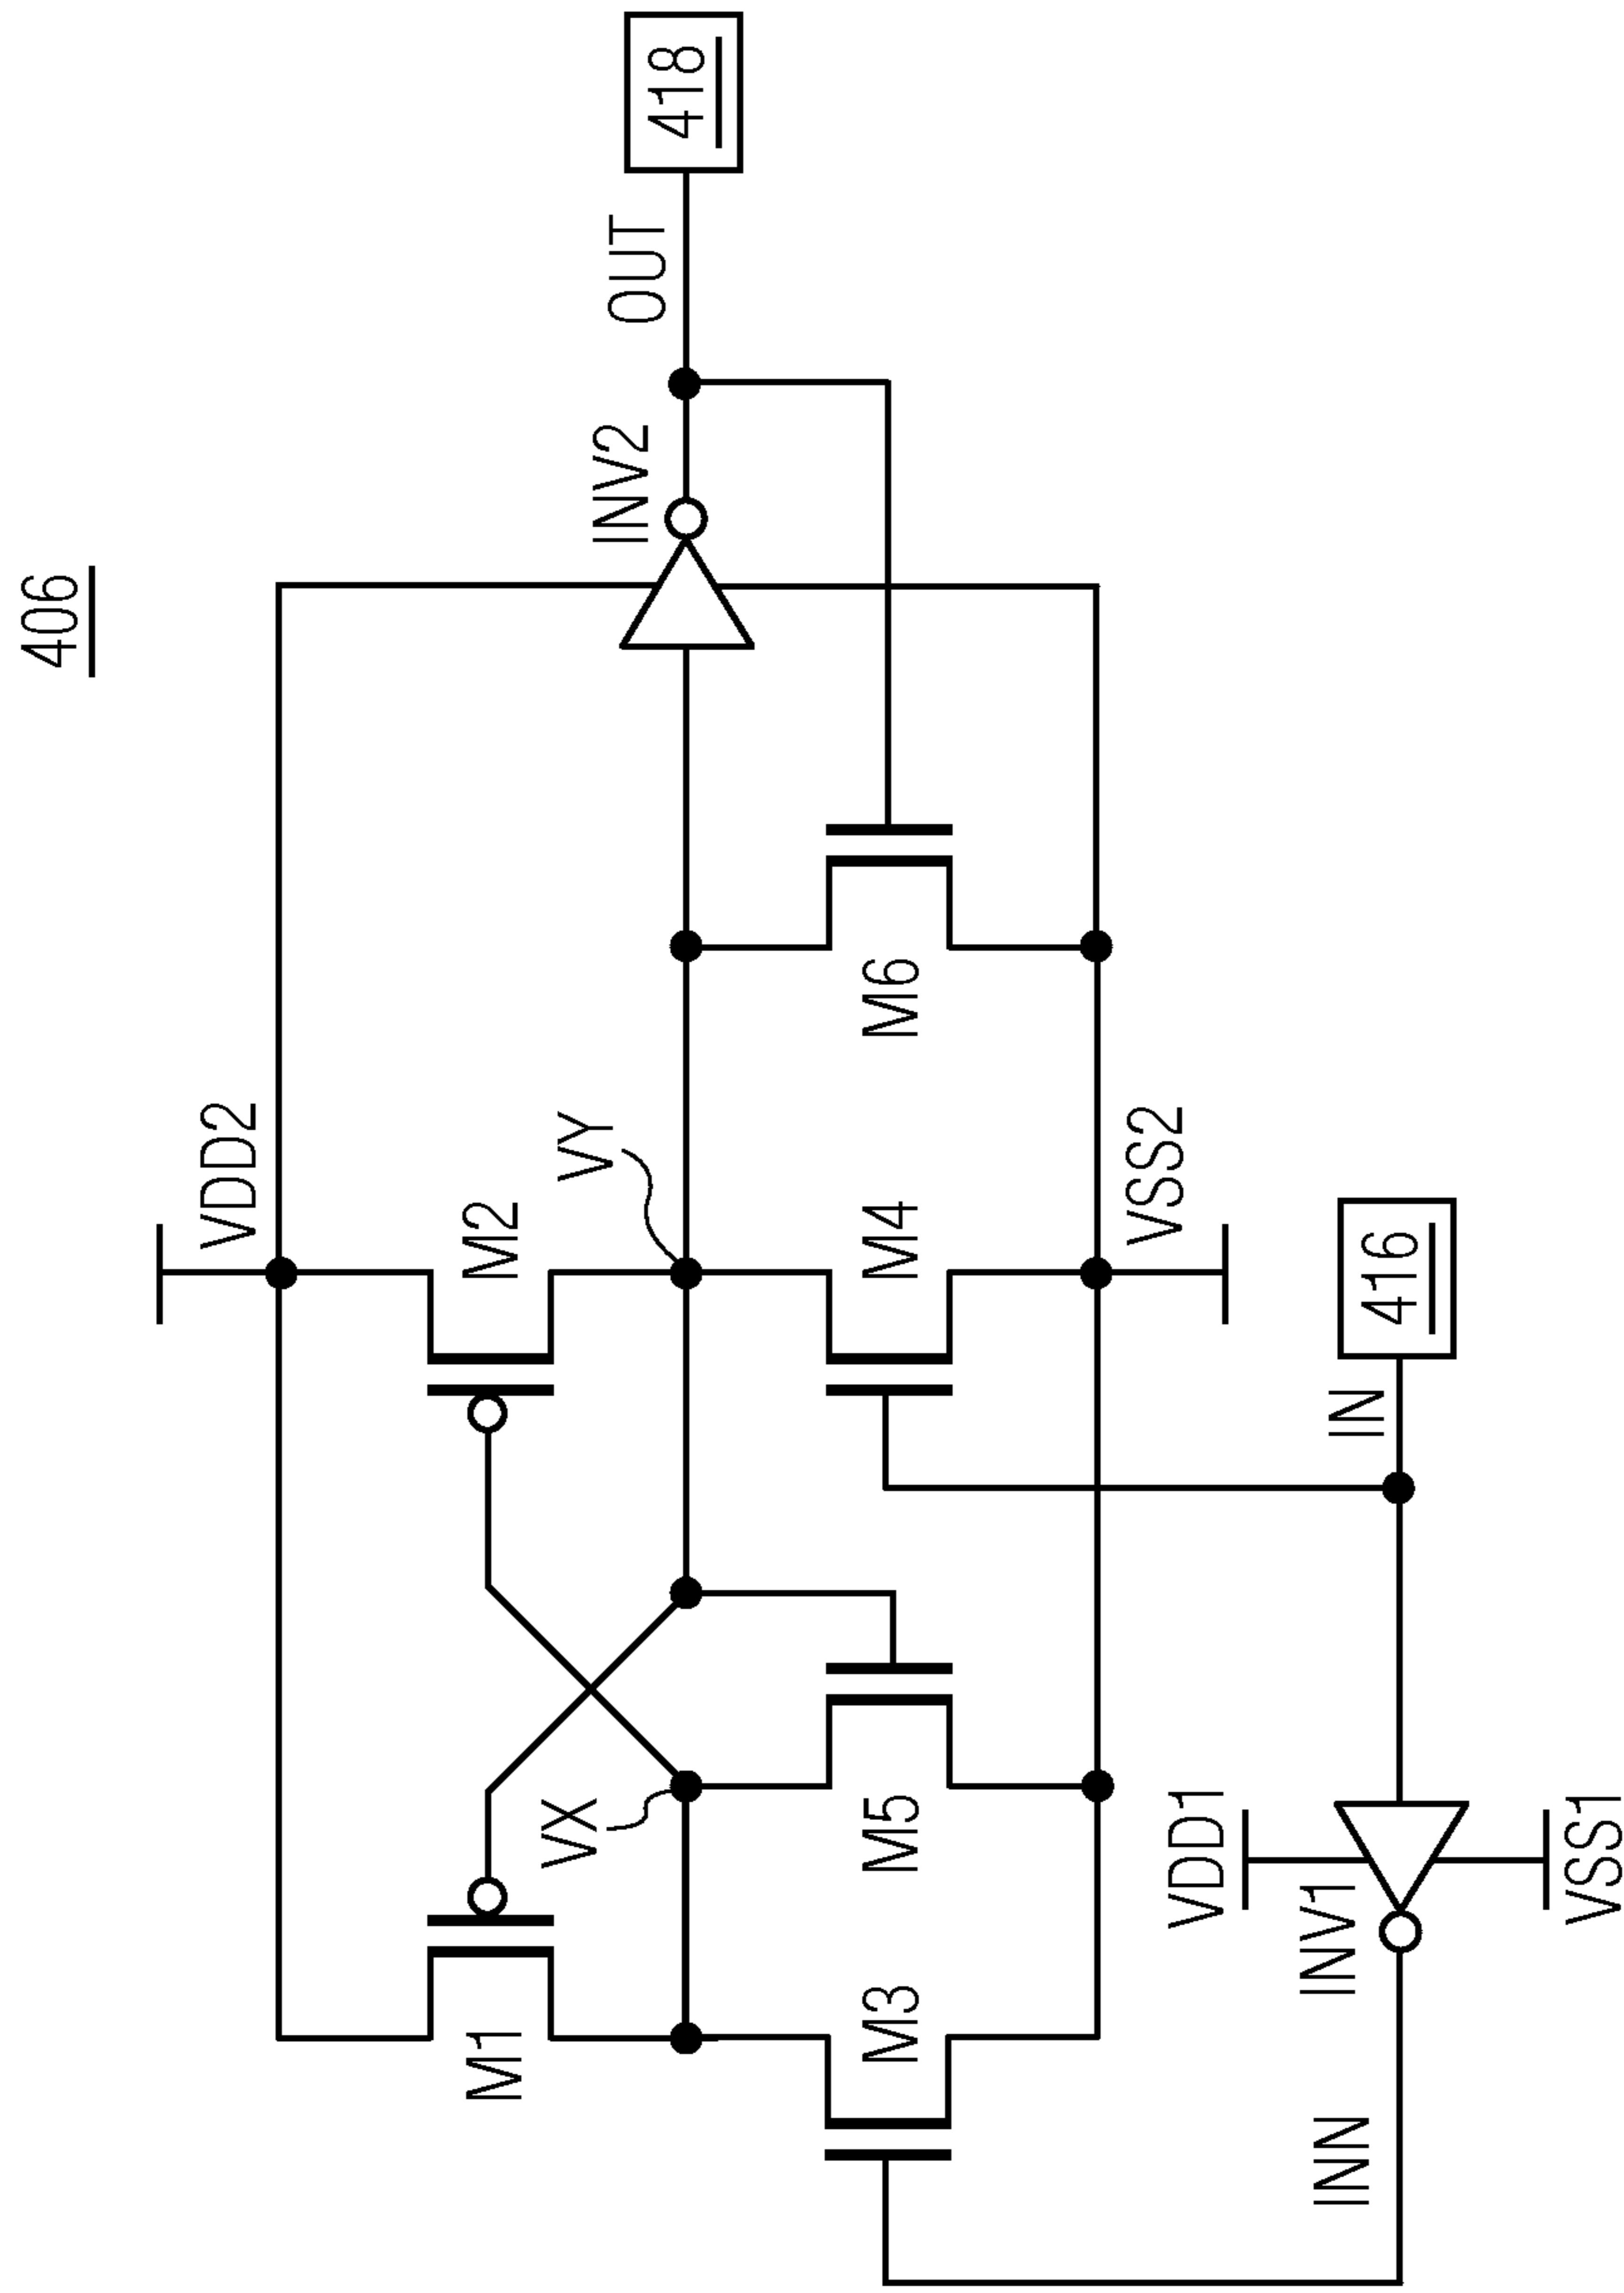 406
VDD2
M1
M2
VX
VY
INV2
OUT
418
M3
M5
M4
M6
VSS2
VDD1
INN
INV1
IN
416
VSS1